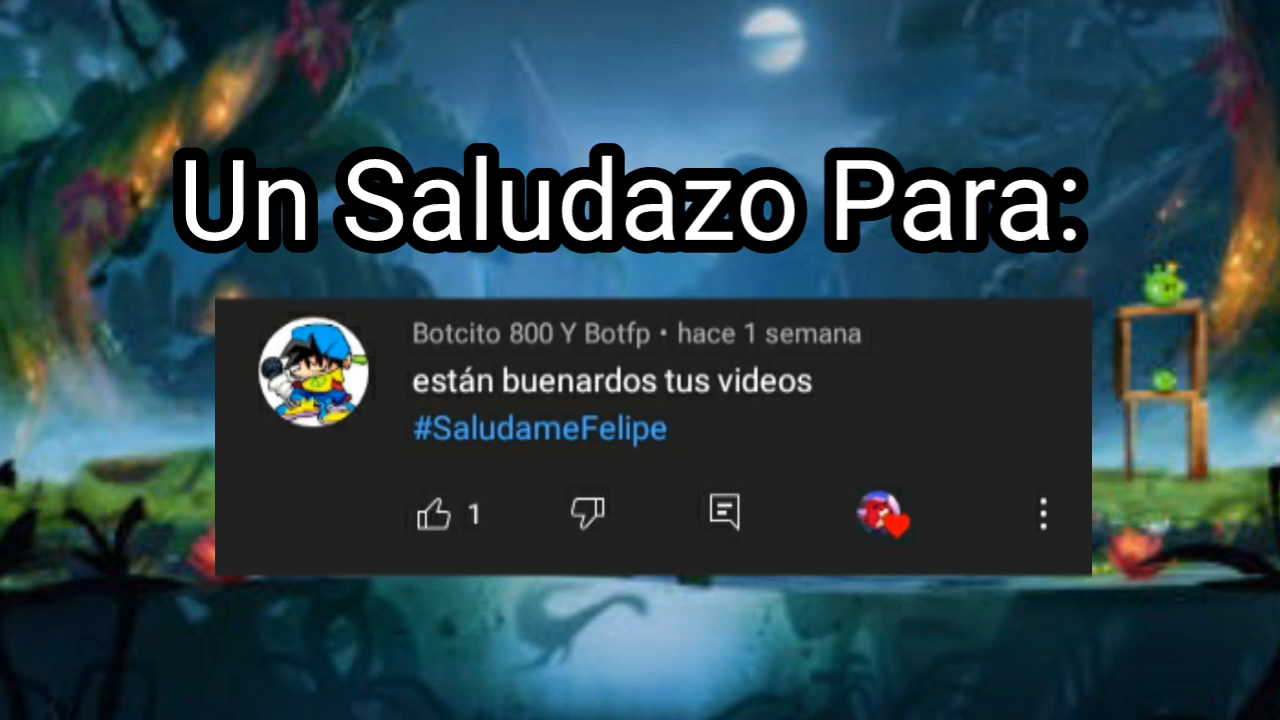 Un Saludazo Para:
Botcito 800 Y Botfp • hace 1 semana
están buenardos tus videos
#SaludameFelipe
1